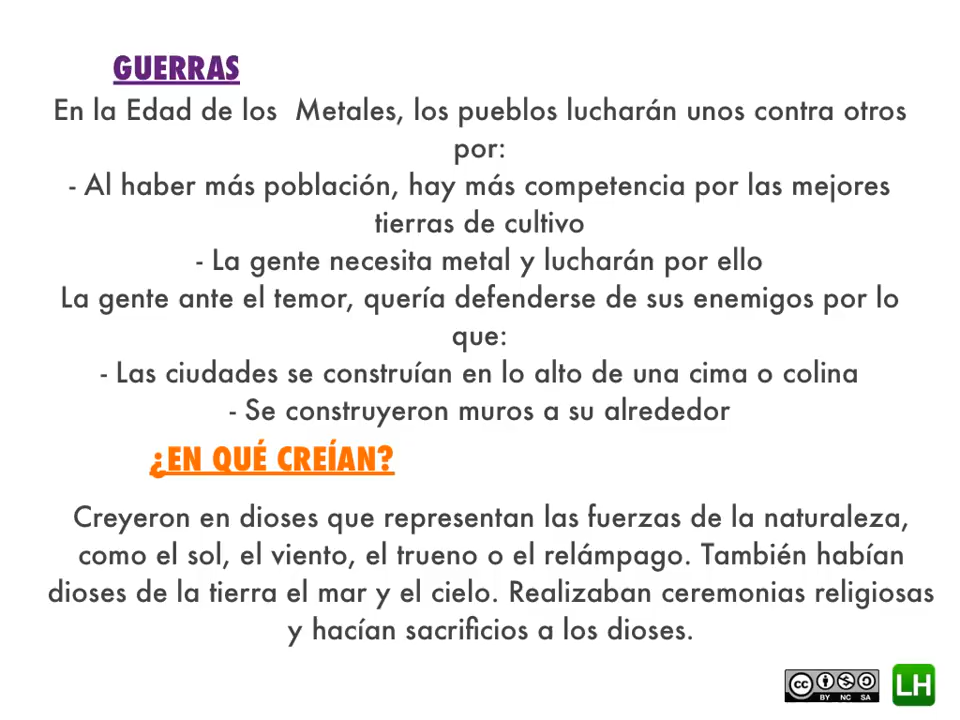 GUERRAS
En la Edad de los  Metales, los pueblos lucharán unos contra otros
por:
- Al haber más población, hay más competencia por las mejores
tierras de cultivo
- La gente necesita metal y lucharán por ello
La gente ante el temor, quería defenderse de sus enemigos por lo
que:
- Las ciudades se construían en lo alto de una cima o colina
- Se construyeron muros a su alrededor
¿EN QUÉ CREÍAN?
Creyeron en dioses que representan las fuerzas de la naturaleza,
como el sol, el viento, el trueno o el relámpago. También habían
dioses de la tierra el mar y el cielo. Realizaban ceremonias religiosas
y hacían sacrificios a los dioses.
cc BY NC SA
LH